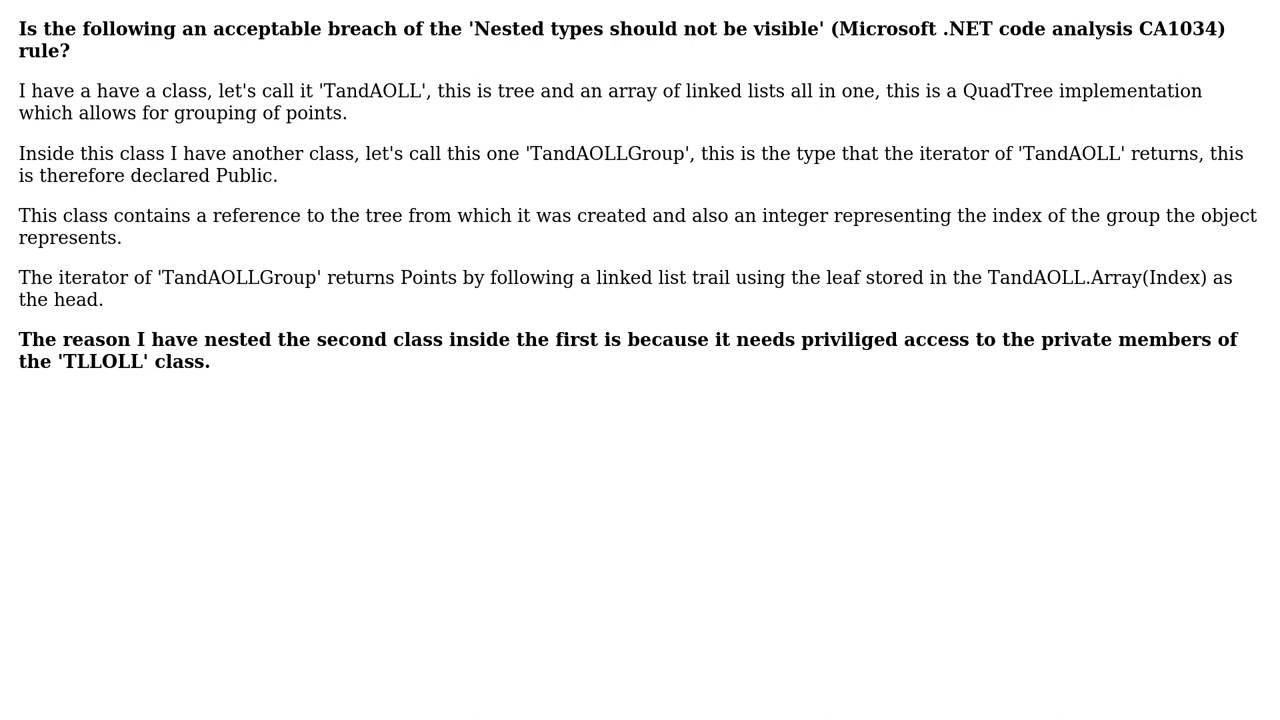 Is the following an acceptable breach of the 'Nested types should not be visible' (Microsoft .NET code analysis CA1034)
rule?
I have a have a class, let's call it 'TandAOLL', this is tree and an array of linked lists all in one, this is a QuadTree implementation
which allows for grouping of points.
Inside this class I have another class, let's call this one 'TandAOLLGroup', this is the type that the iterator of 'TandAOLL' returns, this
is therefore declared Public.
This class contains a reference to the tree from which it was created and also an integer representing the index of the group the object
represents.
The iterator of 'TandAOLLGroup' returns Points by following a linked list trail using the leaf stored in the TandAOLL.Array(Index) as
the head.
The reason I have nested the second class inside the first is because it needs priviliged access to the private members of
the 'TLLOLL' class.